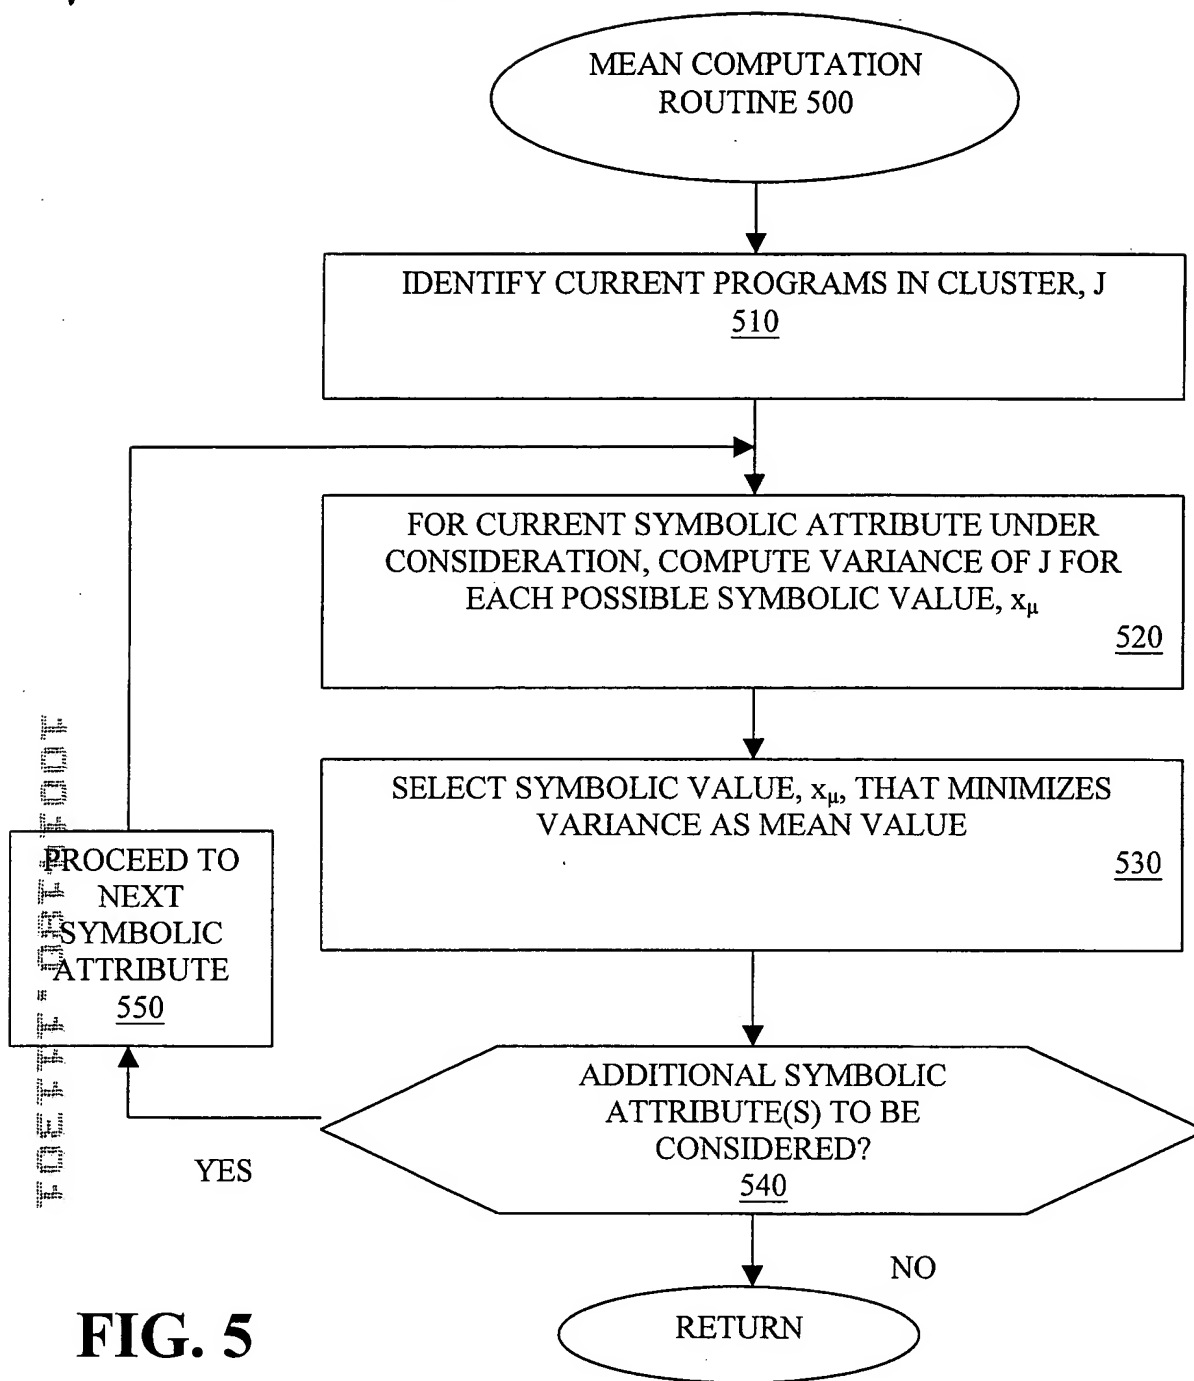 MEAN COMPUTATION
ROUTINE 500
IDENTIFY CURRENT PROGRAMS IN CLUSTER, J
510
FOR CURRENT SYMBOLIC ATTRIBUTE UNDER
CONSIDERATION, COMPUTE VARIANCE OF J FOR
EACH POSSIBLE SYMBOLIC VALUE, xμ
520
SELECT SYMBOLIC VALUE, xμ, THAT MINIMIZES
VARIANCE AS MEAN VALUE
530
PROCEED TO
NEXT
SYMBOLIC
ATTRIBUTE
550
ADDITIONAL SYMBOLIC
ATTRIBUTE(S) TO BE
CONSIDERED?
540
YES
NO
RETURN
FIG. 5